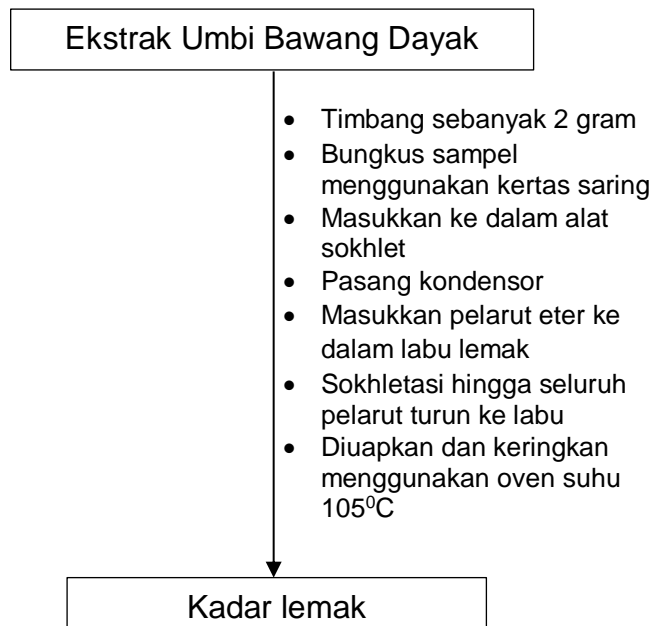 Ekstrak Umbi Bawang Dayak
• Timbang sebanyak 2 gram
• Bungkus sampel
menggunakan kertas saring
• Masukkan ke dalam alat
sokhlet
• Pasang kondensor
• Masukkan pelarut eter ke
dalam labu lemak
• Sokhletasi hingga seluruh
pelarut turun ke labu
• Diuapkan dan keringkan
menggunakan oven suhu
105⁰C
Kadar lemak